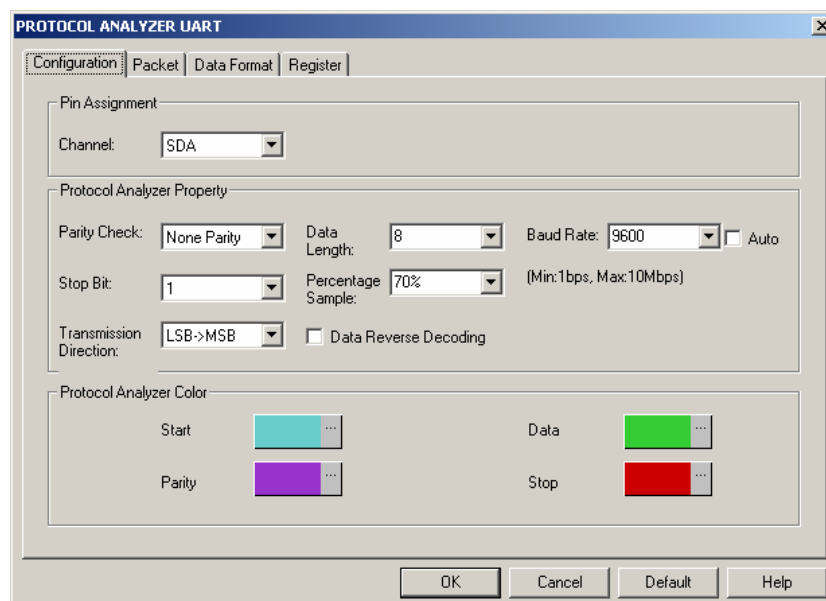 PROTOCOL ANALYZER UART
Configuration Packet Data Format Register
Pin Assignment
Channel: SDA
Protocol Analyzer Property
Parity Check: None Parity Data Length: 8 Baud Rate: 9600 Auto
Stop Bit: 1 Percentage Sample: 70% (Min:1bps, Max:10Mbps)
Transmission Direction: LSB->MSB Data Reverse Decoding
Protocol Analyzer Color
Start ... Data ...
Parity ... Stop ...
OK Cancel Default Help